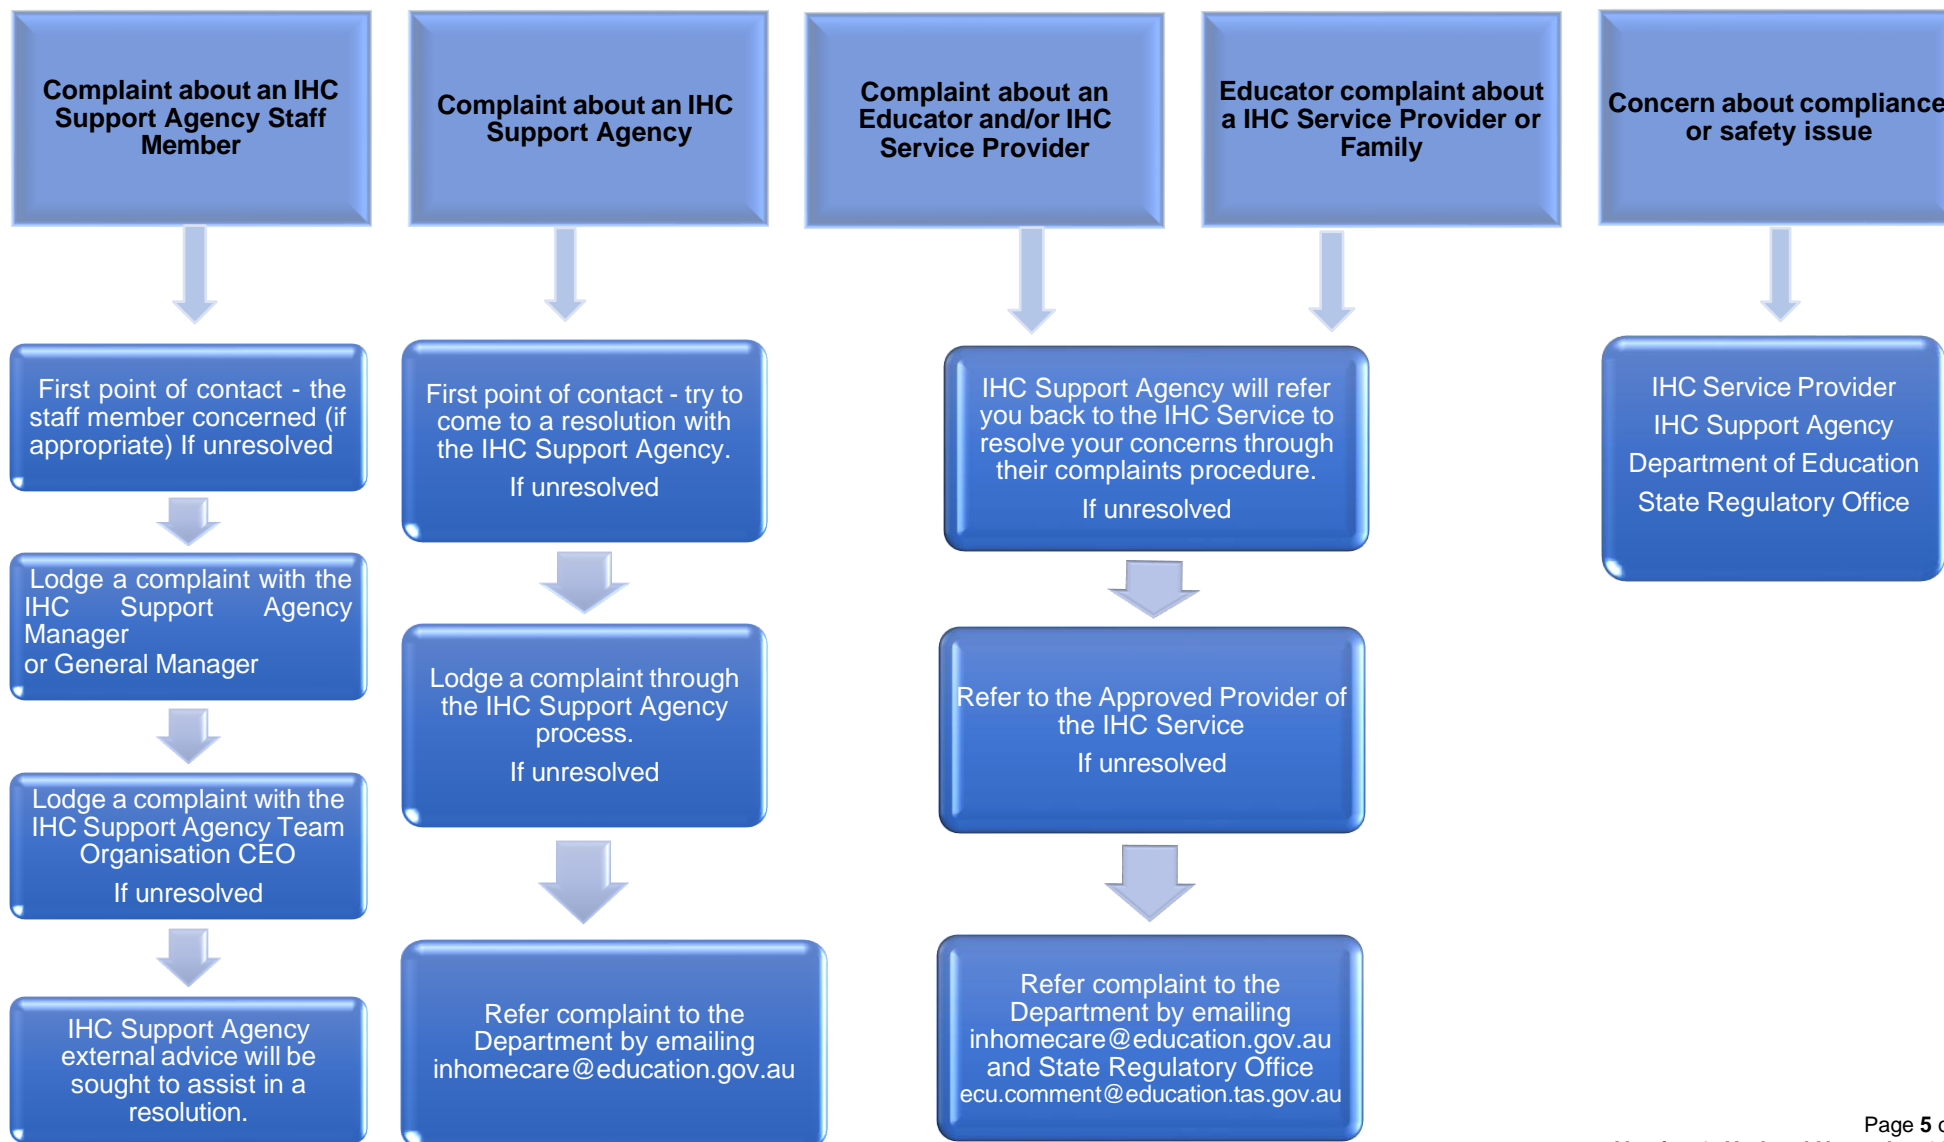 Complaint about an IHC
Support Agency Staff
Member
Complaint about an IHC
Support Agency
Complaint about an
Educator and/or IHC
Service Provider
Educator complaint about
a IHC Service Provider or
Family
Concern about compliance
or safety issue
First point of contact - the
staff member concerned (if
appropriate) If unresolved
Lodge a complaint with the
IHC Support Agency
Manager
or General Manager
Lodge a complaint with the
IHC Support Agency Team
Organisation CEO
If unresolved
IHC Support Agency
external advice will be
sought to assist in a
resolution.
First point of contact - try to
come to a resolution with
the IHC Support Agency.
If unresolved
Lodge a complaint through
the IHC Support Agency
process.
If unresolved
Refer complaint to the
Department by emailing
inhomecare@education.gov.au
IHC Support Agency will refer
you back to the IHC Service to
resolve your concerns through
their complaints procedure.
If unresolved
Refer to the Approved Provider of
the IHC Service
If unresolved
Refer complaint to the
Department by emailing
inhomecare@education.gov.au
and State Regulatory Office
ecu.comment@education.tas.gov.au
IHC Service Provider
IHC Support Agency
Department of Education
State Regulatory Office
Page 5